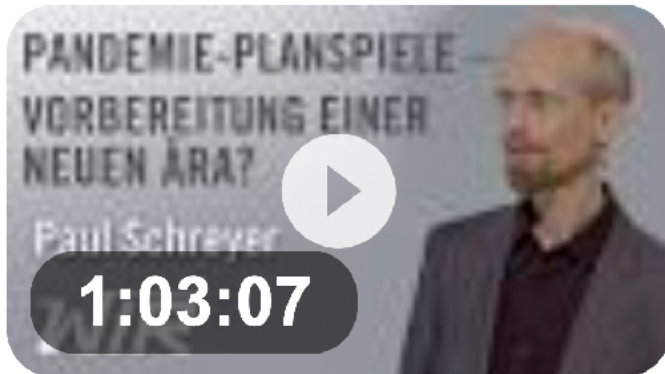 PANDEMIE-PLANSPIELE
VORBEREITUNG EINER
NEUEN ÄRA?
Paul Schreyer
1:03:07